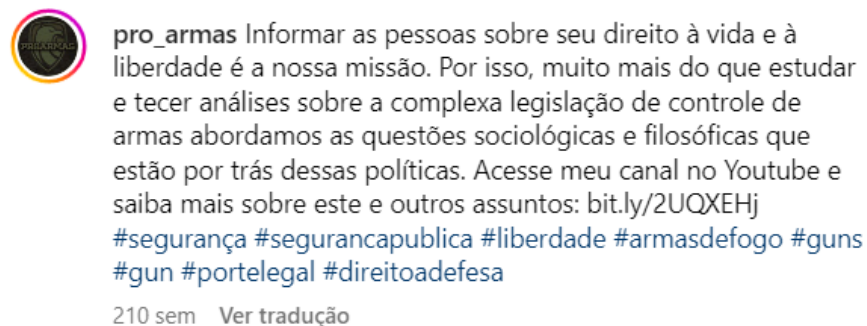 pro_armas Informar as pessoas sobre seu direito à vida e à
liberdade é a nossa missão. Por isso, muito mais do que estudar
e tecer análises sobre a complexa legislação de controle de
armas abordamos as questões sociológicas e filosóficas que
estão por trás dessas políticas. Acesse meu canal no Youtube e
saiba mais sobre este e outros assuntos: bit.ly/2UQXEHj
#segurança #segurancapublica #liberdade #armasdefogo #guns
#gun #portelegal #direitoadefesa
210 sem Ver tradução